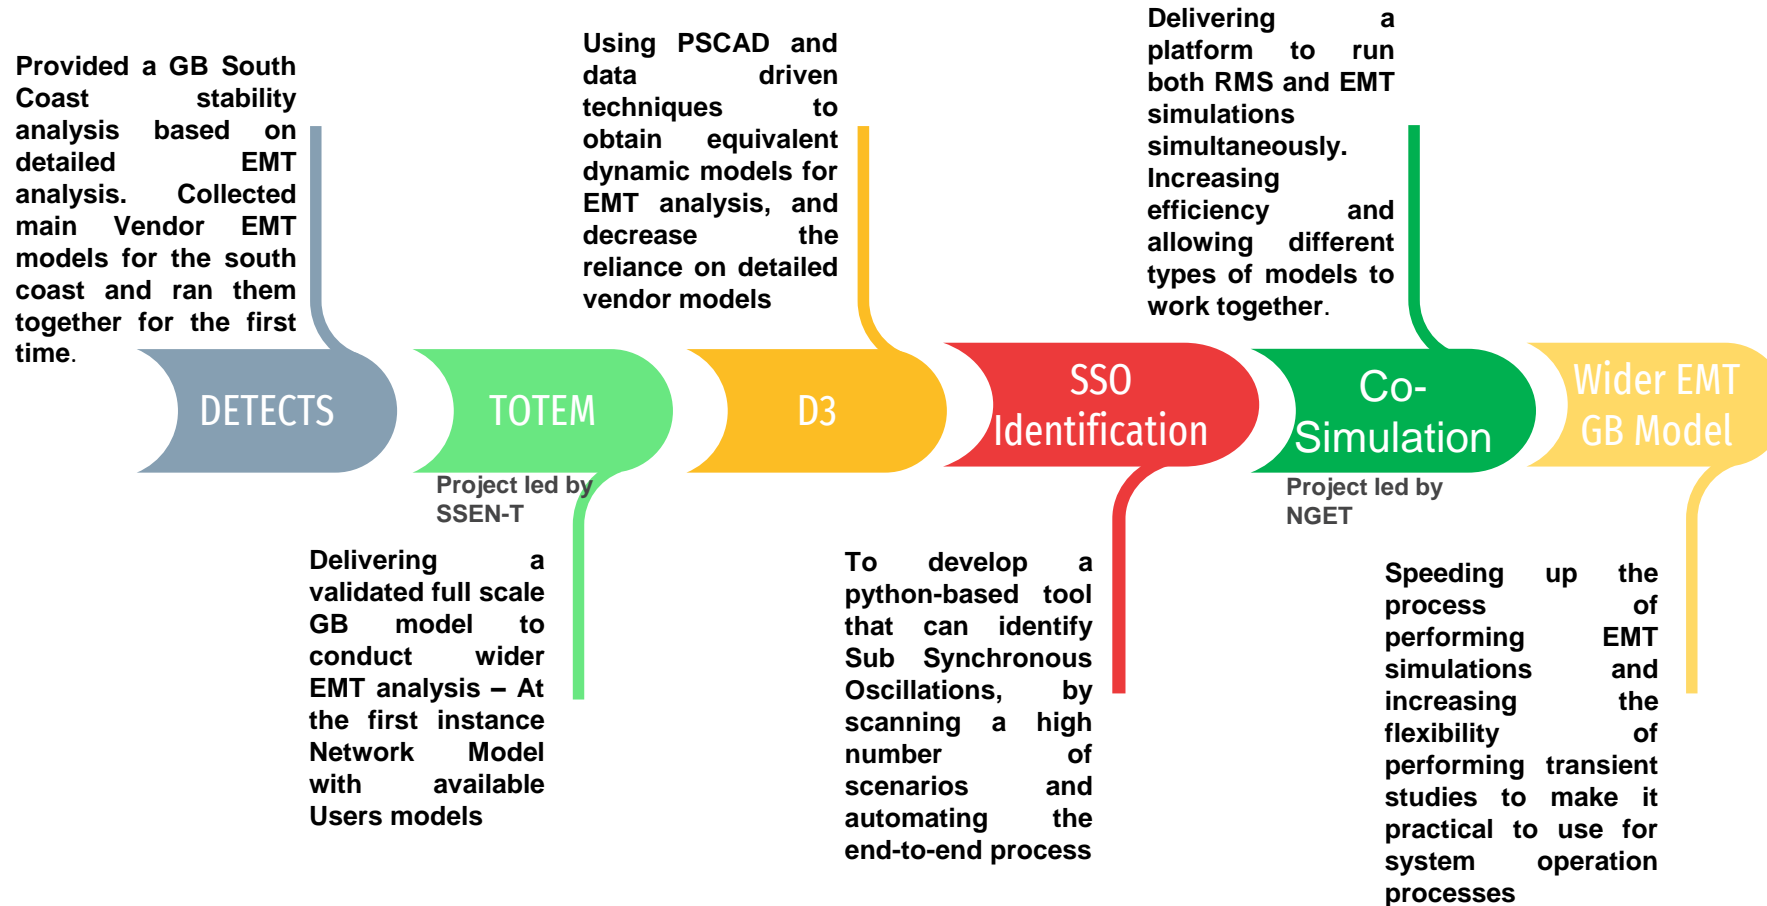 Provided a GB South
Coast stability
analysis based on
detailed EMT
analysis. Collected
main Vendor EMT
models for the south
coast and ran them
together for the first
time.
DETECTS
TOTEM
Project led by
SSEN-T
Delivering a
validated full scale
GB model to
conduct wider
EMT analysis – At
the first instance
Network Model
with available
Users models
Using PSCAD and
data driven
techniques to
obtain equivalent
dynamic models for
EMT analysis, and
decrease the
reliance on detailed
vendor models
D3
SSO
Identification
To develop a
python-based tool
that can identify
Sub Synchronous
Oscillations, by
scanning a high
number of
scenarios and
automating the
end-to-end process
Delivering a
platform to run
both RMS and EMT
simulations
simultaneously.
Increasing
efficiency and
allowing different
types of models to
work together.
Co-
Simulation
Project led by
NGET
Wider EMT
GB Model
Speeding up the
process of
performing EMT
simulations and
increasing the
flexibility of
performing transient
studies to make it
practical to use for
system operation
processes